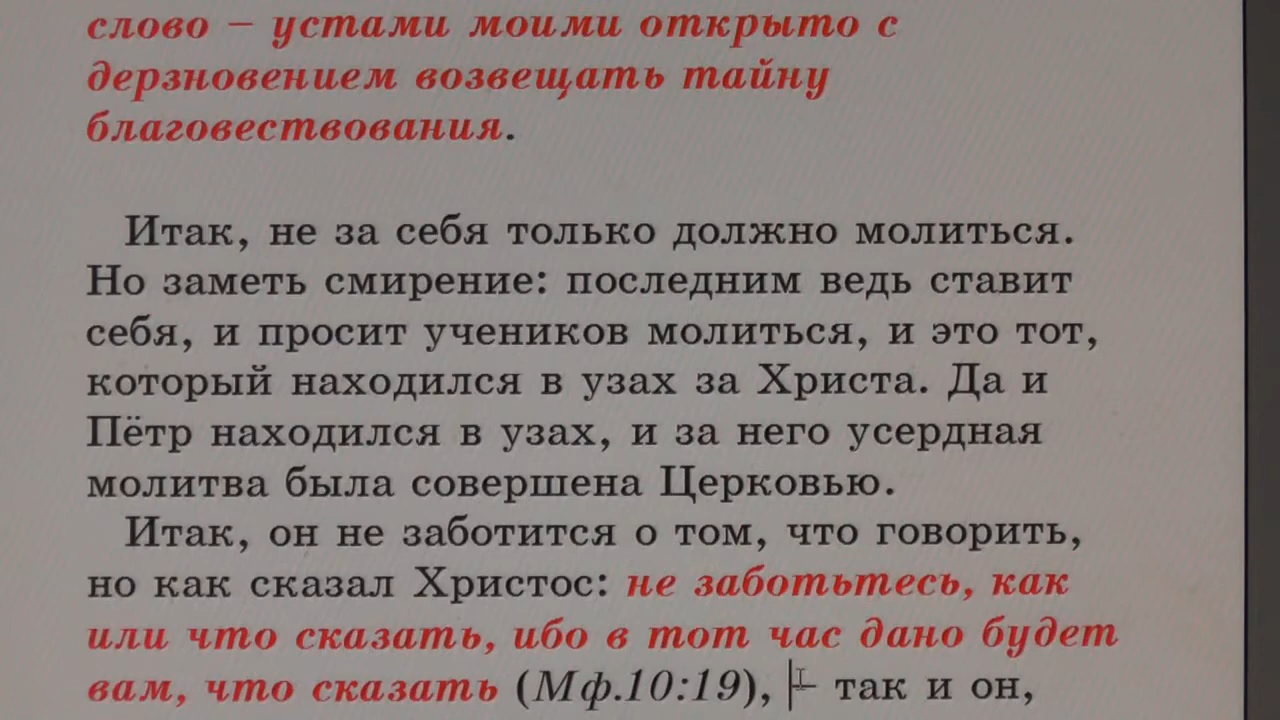 слово – устами моими открыто с
дерзновением возвещать тайну
благовествования.
Итак, не за себя только должно молиться.
Но заметь смирение: последним ведь ставит
себя, и просит учеников молиться, и это тот,
который находился в узах за Христа. Да и
Пётр находился в узах, и за него усердная
молитва была совершена Церковью.
Итак, он не заботится о том, что говорить,
но как сказал Христос: не заботьтесь, как
или что сказать, ибо в тот час дано будет
вам, что сказать (Мф.10:19), – так и он,